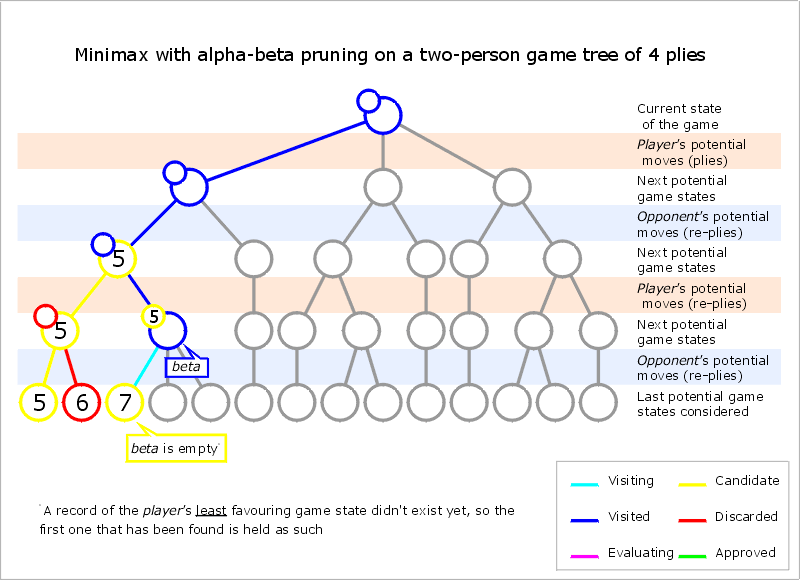 Minimax with alpha-beta pruning on a two-person game tree of 4 plies
Current state
of the game
Player's potential
moves (plies)
Next potential
game states
Opponent's potential
moves (re-plies)
5
Next potential
game states
Player's potential
moves (re-plies)
5
5
Next potential
game states
beta
Opponent's potential
moves (re-plies)
5
6
7
Last potential game
states considered
beta is empty*
*A record of the player's least favouring game state didn't exist yet, so the
first one that has been found is held as such
Visiting
Candidate
Visited
Discarded
Evaluating
Approved